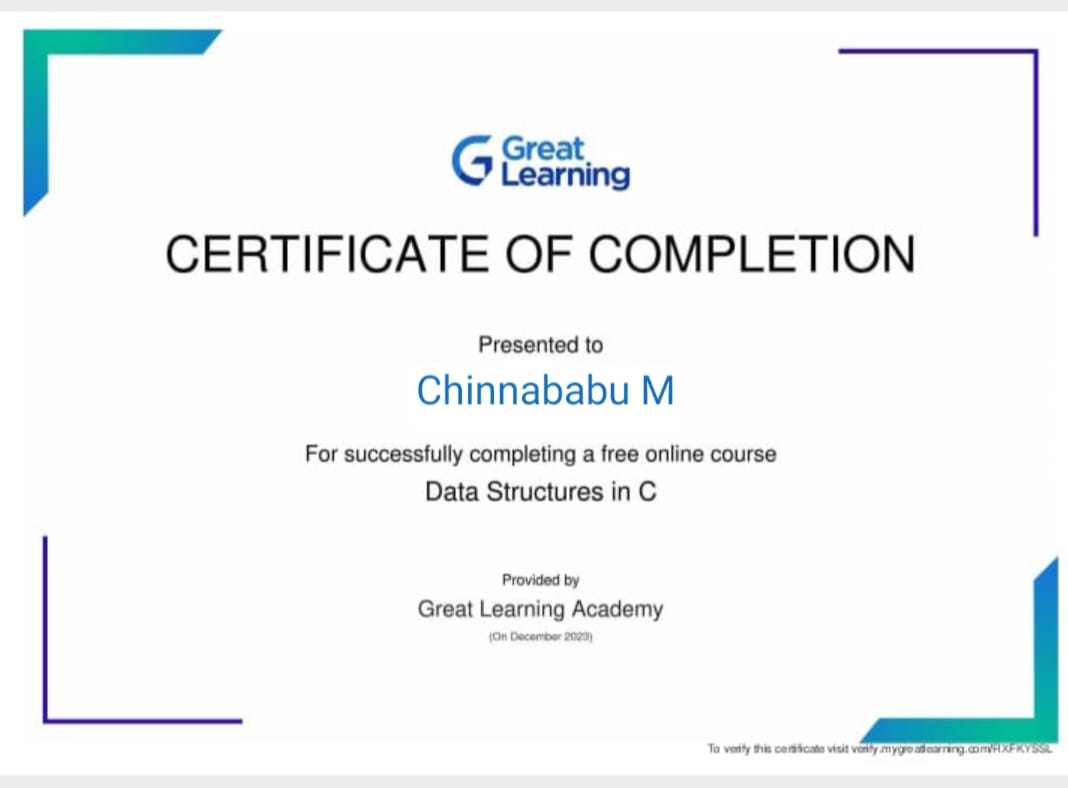 Great
Learning
CERTIFICATE OF COMPLETION
Presented to
Chinnababu M
For successfully completing a free online course
Data Structures in C
Provided by
Great Learning Academy
(On December 2023)
To verify this certificate visit verify.mygreatlearning.com/RXFKYSSL